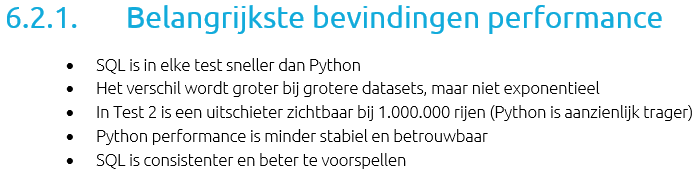 6.2.1. Belangrijkste bevindingen performance
• SQL is in elke test sneller dan Python
• Het verschil wordt groter bij grotere datasets, maar niet exponentieel
• In Test 2 is een uitschieter zichtbaar bij 1.000.000 rijen (Python is aanzienlijk trager)
• Python performance is minder stabiel en betrouwbaar
• SQL is consistenter en beter te voorspellen